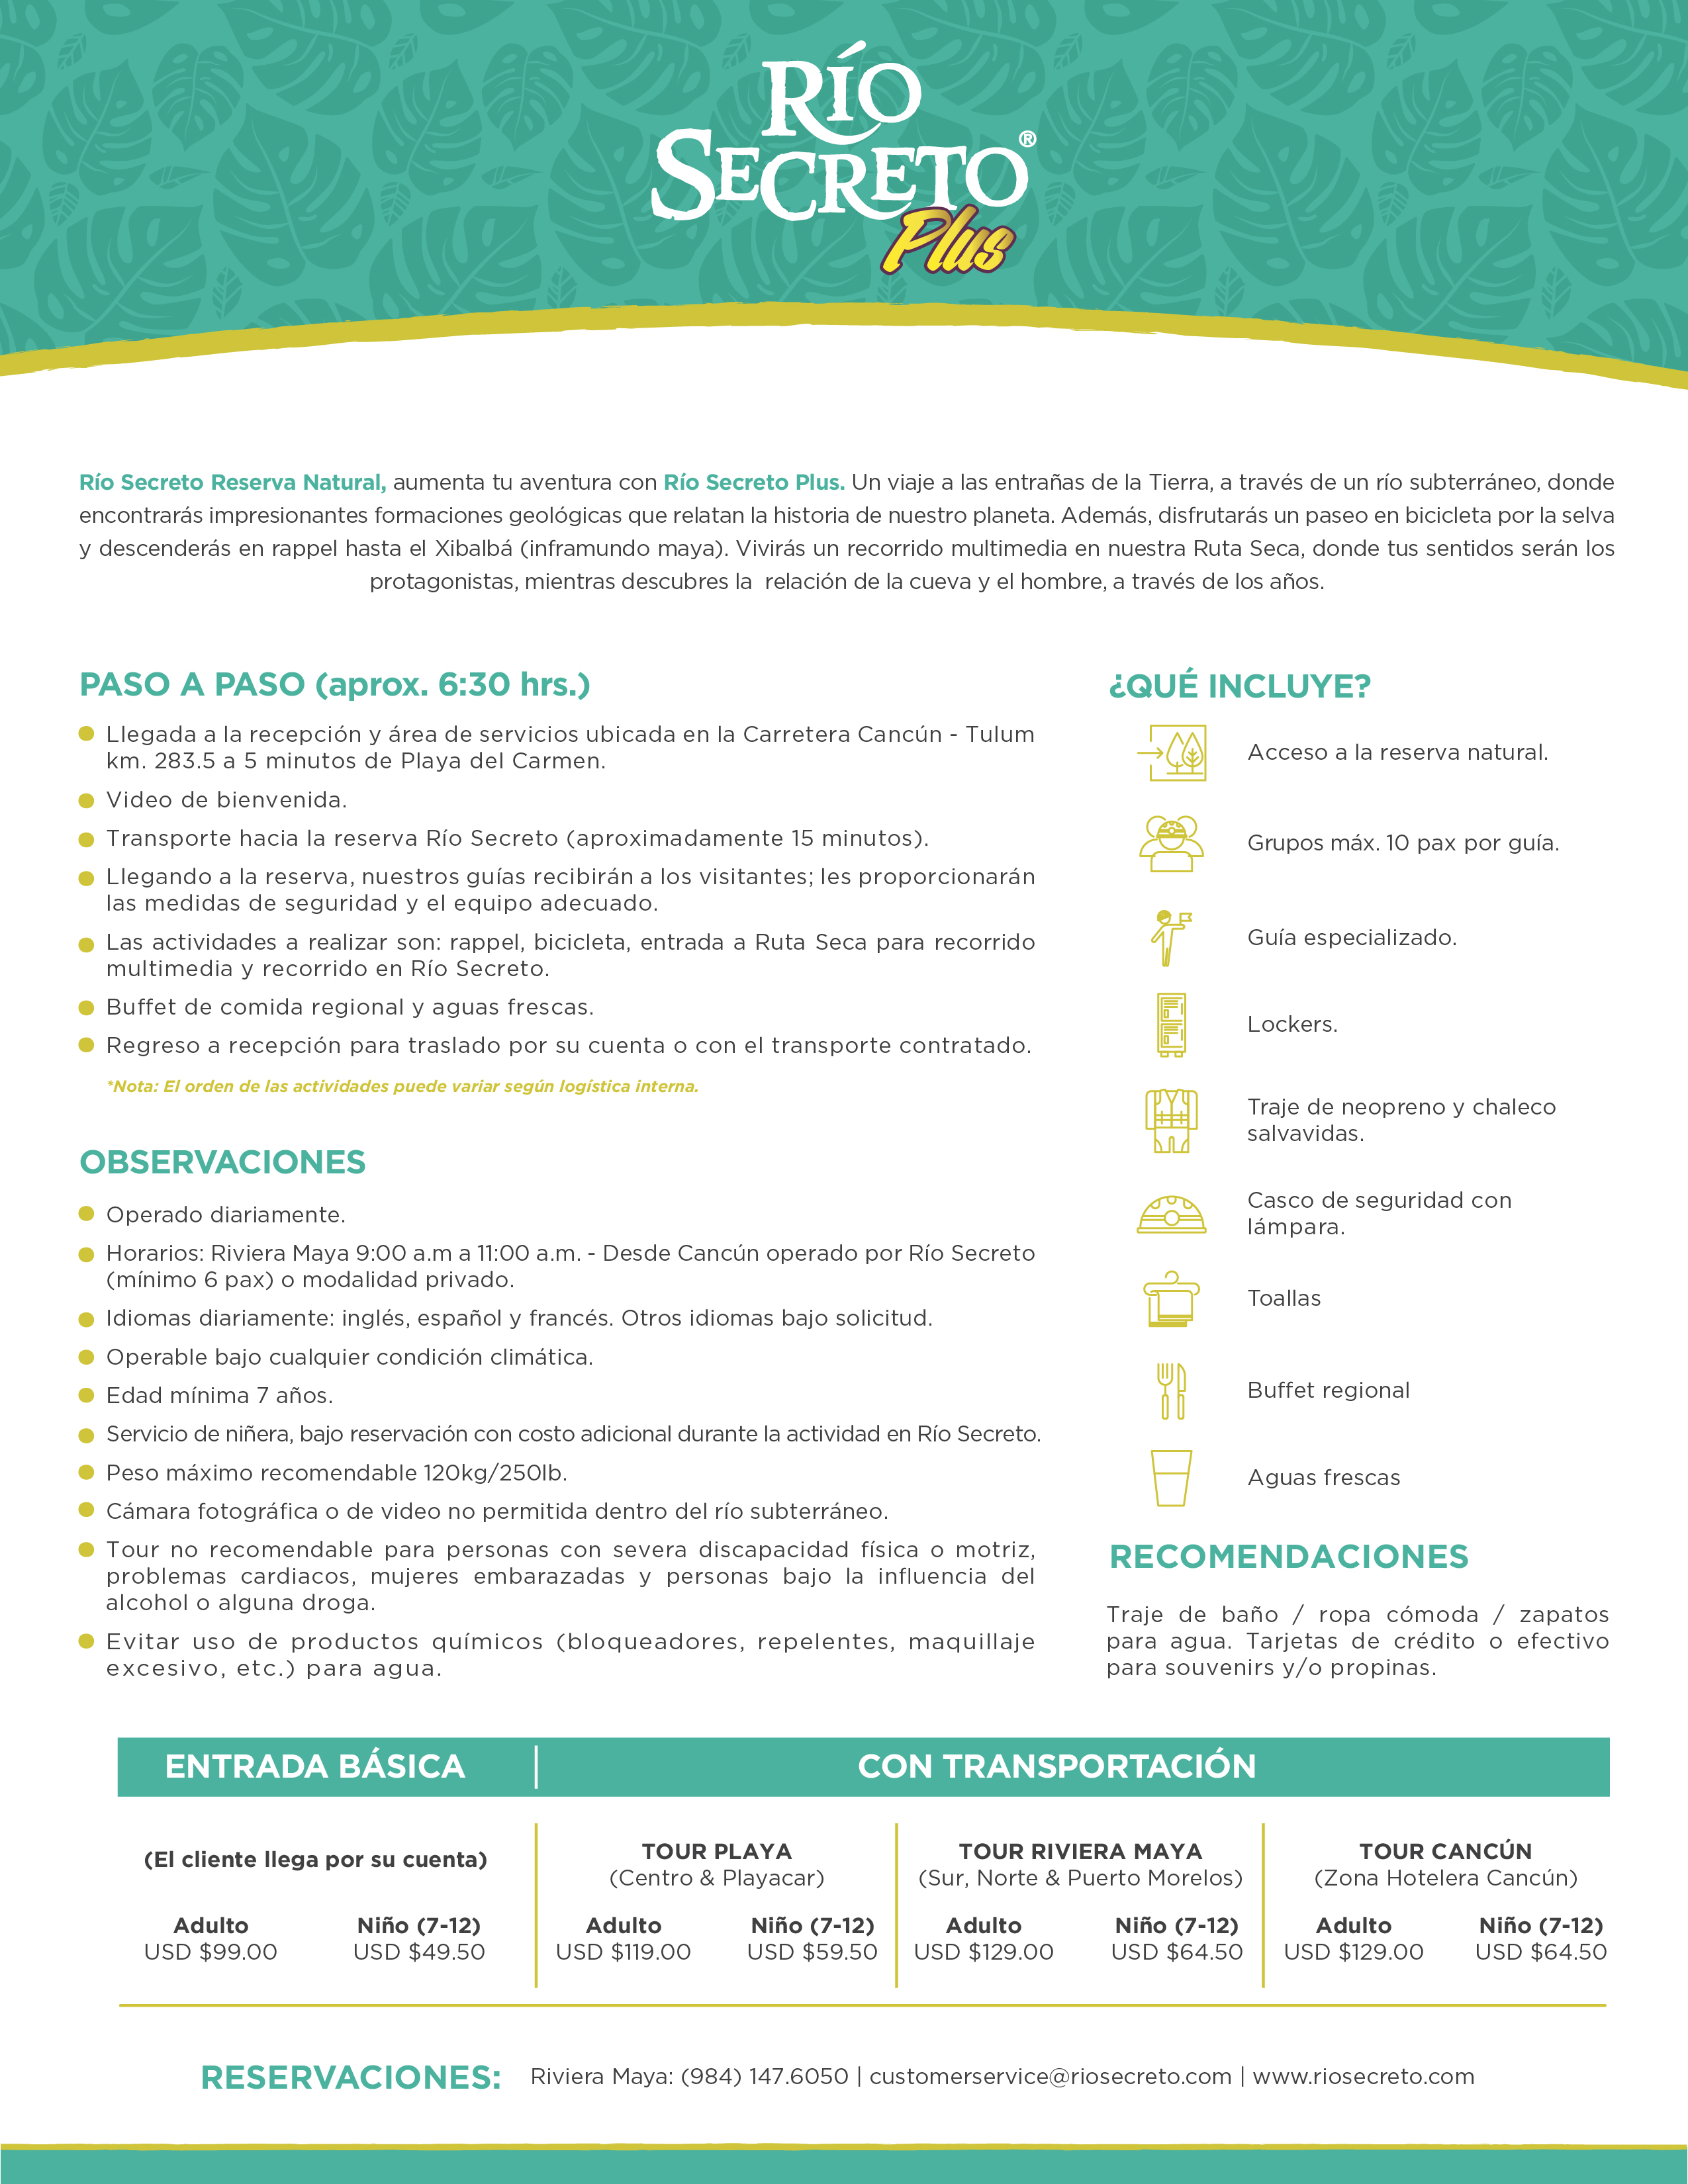 RÍO
SECRETO®
Plus
Río Secreto Reserva Natural, aumenta tu aventura con Río Secreto Plus. Un viaje a las entrañas de la Tierra, a través de un río subterráneo, donde
encontrarás impresionantes formaciones geológicas que relatan la historia de nuestro planeta. Además, disfrutarás un paseo en bicicleta por la selva
y descenderás en rappel hasta el Xibalbá (inframundo maya). Vivirás un recorrido multimedia en nuestra Ruta Seca, donde tus sentidos serán los
protagonistas, mientras descubres la relación de la cueva y el hombre, a través de los años.
PASO A PASO (aprox. 6:30 hrs.)
Llegada a la recepción y área de servicios ubicada en la Carretera Cancún - Tulum
km. 283.5 a 5 minutos de Playa del Carmen.
Video de bienvenida.
Transporte hacia la reserva Río Secreto (aproximadamente 15 minutos).
Llegando a la reserva, nuestros guías recibirán a los visitantes; les proporcionarán
las medidas de seguridad y el equipo adecuado.
Las actividades a realizar son: rappel, bicicleta, entrada a Ruta Seca para recorrido
multimedia y recorrido en Río Secreto.
Buffet de comida regional y aguas frescas.
Regreso a recepción para traslado por su cuenta o con el transporte contratado.
*Nota: El orden de las actividades puede variar según logística interna.
OBSERVACIONES
Operado diariamente.
Horarios: Riviera Maya 9:00 a.m a 11:00 a.m. - Desde Cancún operado por Río Secreto
(mínimo 6 pax) o modalidad privado.
Idiomas diariamente: inglés, español y francés. Otros idiomas bajo solicitud.
Operable bajo cualquier condición climática.
Edad mínima 7 años.
Servicio de niñera, bajo reservación con costo adicional durante la actividad en Río Secreto.
Peso máximo recomendable 120kg/250lb.
Cámara fotográfica o de video no permitida dentro del río subterráneo.
Tour no recomendable para personas con severa discapacidad física o motriz,
problemas cardiacos, mujeres embarazadas y personas bajo la influencia del
alcohol o alguna droga.
Evitar uso de productos químicos (bloqueadores, repelentes, maquillaje
excesivo, etc.) para agua.
¿QUÉ INCLUYE?
Acceso a la reserva natural.
Grupos máx. 10 pax por guía.
Guía especializado.
Lockers.
Traje de neopreno y chaleco
salvavidas.
Casco de seguridad con
lámpara.
Toallas
Buffet regional
Aguas frescas
RECOMENDACIONES
Traje de baño / ropa cómoda / zapatos
para agua. Tarjetas de crédito o efectivo
para souvenirs y/o propinas.
ENTRADA BÁSICA | CON TRANSPORTACIÓN
(El cliente llega por su cuenta)
Adulto Niño (7-12)
USD $99.00 USD $49.50
TOUR PLAYA
(Centro & Playacar)
Adulto Niño (7-12)
USD $119.00 USD $59.50
TOUR RIVIERA MAYA
(Sur, Norte & Puerto Morelos)
Adulto Niño (7-12)
USD $129.00 USD $64.50
TOUR CANCÚN
(Zona Hotelera Cancún)
Adulto Niño (7-12)
USD $129.00 USD $64.50
RESERVACIONES: Riviera Maya: (984) 147.6050 | customerservice@riosecreto.com | www.riosecreto.com